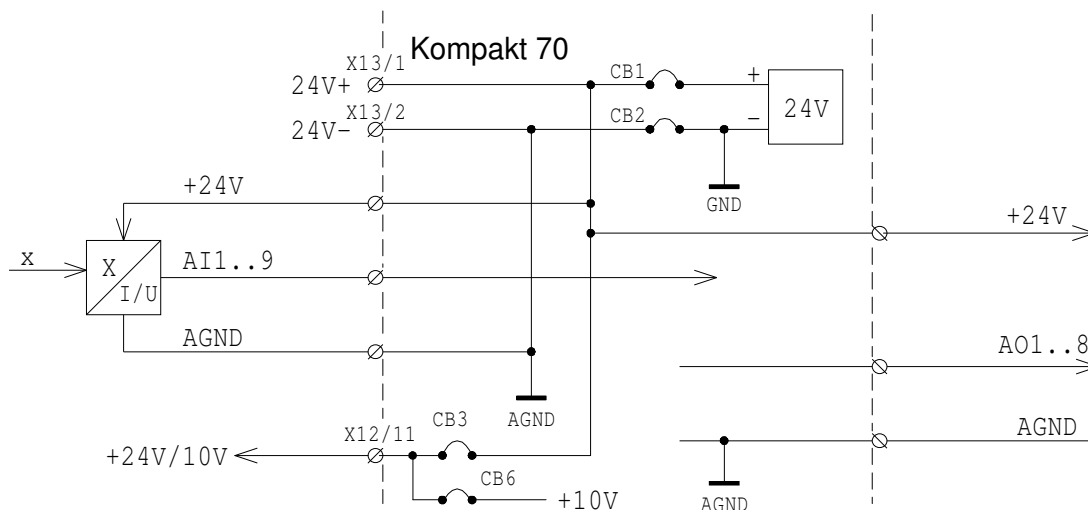 Kompakt 70
X13/1
24V+
CB1
+
24V
X13/2
24V-
CB2
-
GND
+24V
+24V
x
X
I/U
AI1..9
AGND
AGND
AO1..8
X12/11
CB3
AGND
+24V/10V
CB6
+10V
AGND